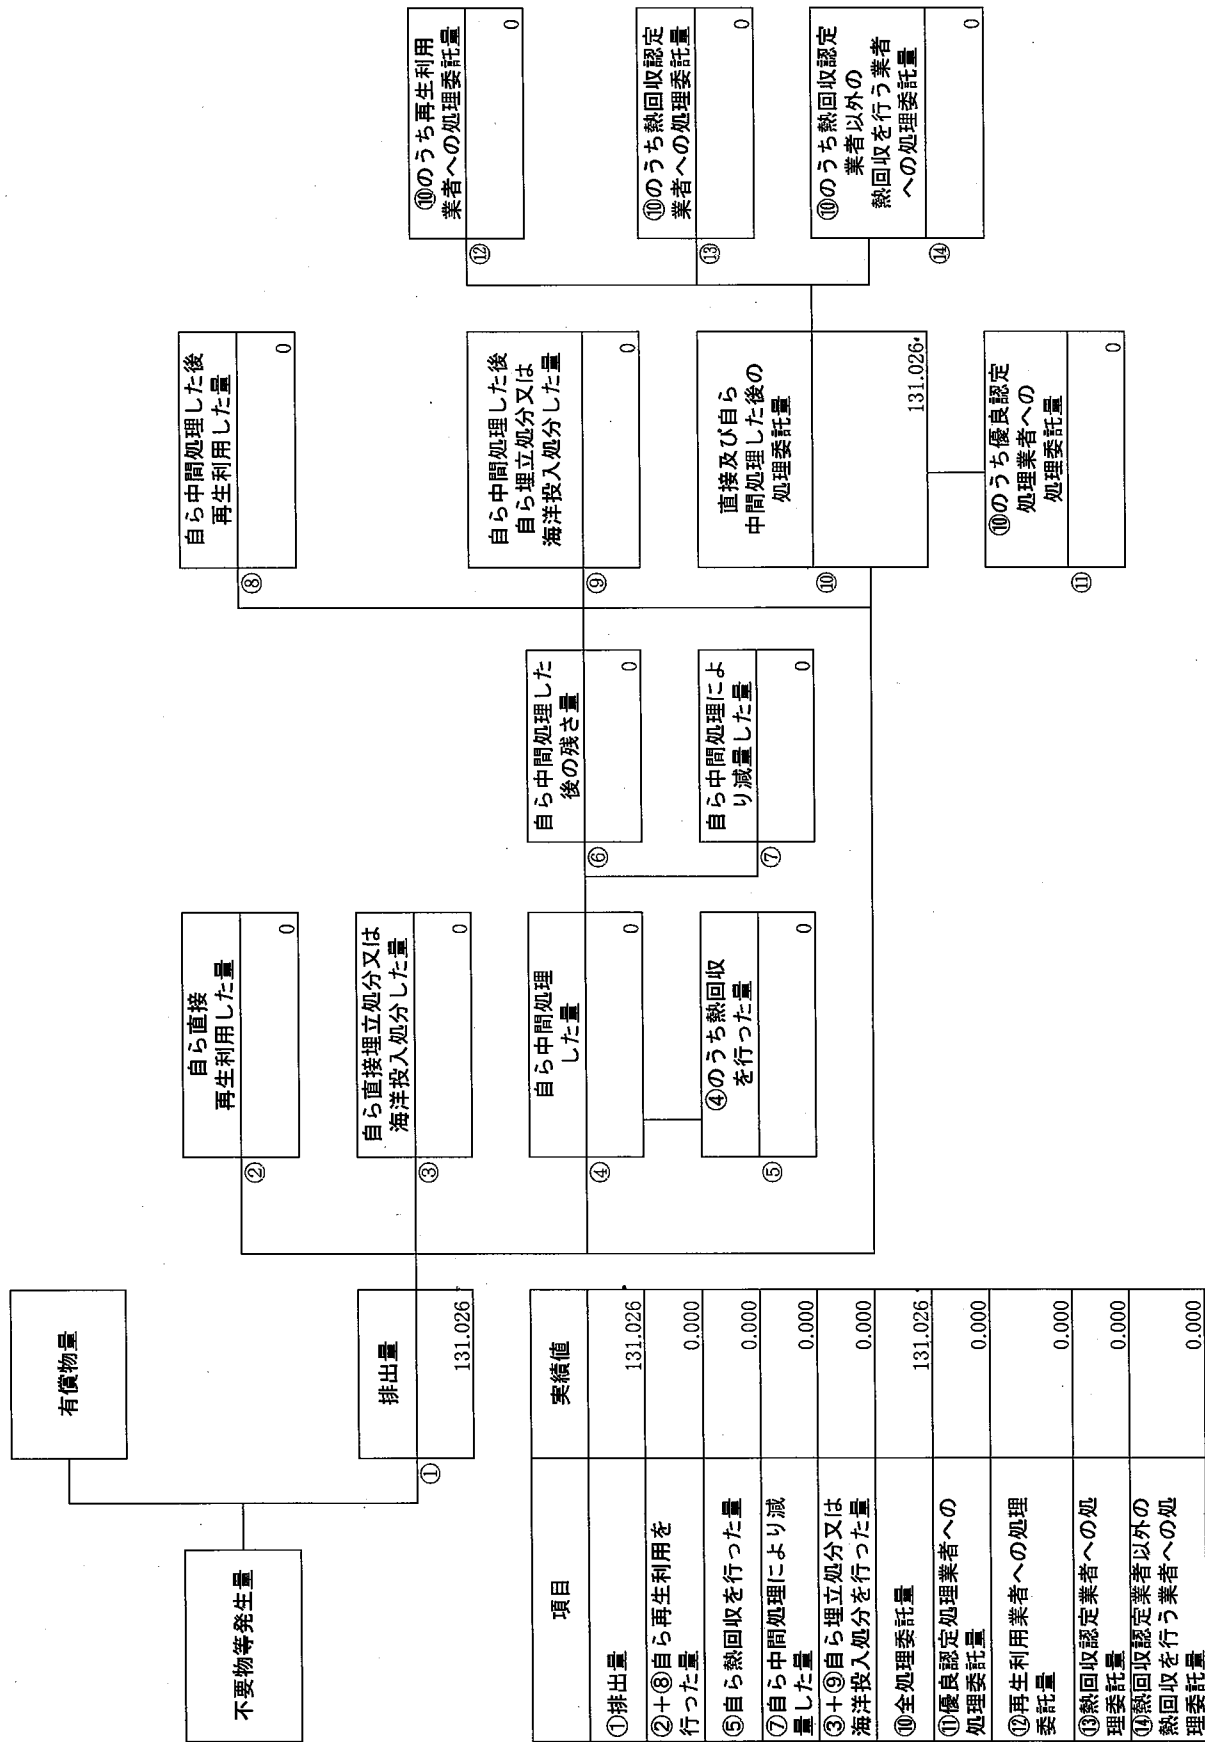 不要物等発生量
有償物量
①
排出量
131.026
②
自ら直接
再生利用した量
0
③
自ら直接埋立処分又は
海洋投入処分した量
0
④
自ら中間処理
した量
0
⑤
④のうち熱回収
を行った量
0
⑥
自ら中間処理した
後の残さ量
0
⑦
自ら中間処理によ
り減量した量
0
⑧
自ら中間処理した後
再生利用した量
0
⑨
自ら中間処理した後
自ら埋立処分又は
海洋投入処分した量
0
⑩
直接及び自ら
中間処理した後の
処理委託量
131.026
⑪
⑩のうち優良認定
処理業者への
処理委託量
0
⑫
⑩のうち再生利用
業者への処理委託量
0
⑬
⑩のうち熱回収認定
業者への処理委託量
0
⑭
⑩のうち熱回収認定
業者以外の
熱回収を行う業者
への処理委託量
0
項目 実績値
①排出量 131.026
②+⑧自ら再生利用を
行った量 0.000
⑤自ら熱回収を行った量 0.000
⑦自ら中間処理により減
量した量 0.000
③+⑨自ら埋立処分又は
海洋投入処分を行った量 0.000
⑩全処理委託量 131.026
⑪優良認定処理業者への
処理委託量 0.000
⑫再生利用業者への処理
委託量 0.000
⑬熱回収認定業者への処
理委託量 0.000
⑭熱回収認定業者以外の
熱回収を行う業者への処
理委託量 0.000